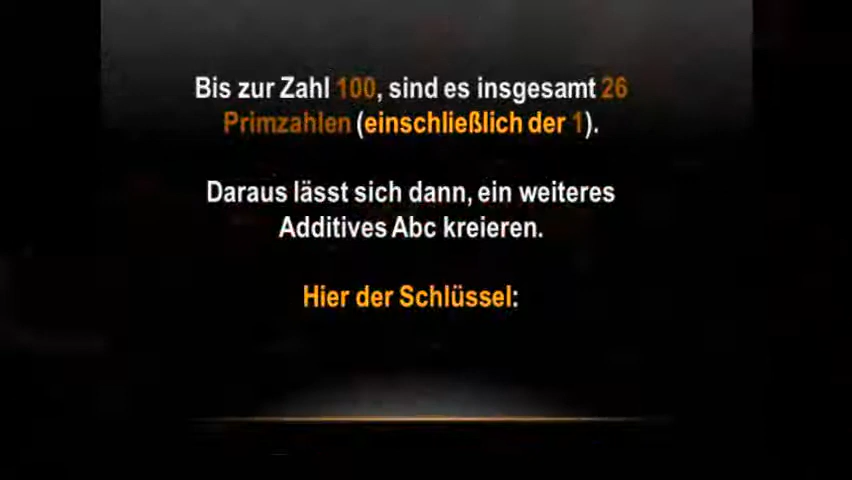 Bis zur Zahl 100, sind es insgesamt 26
Primzahlen (einschließlich der 1).
Daraus lässt sich dann, ein weiteres
Additives Abc kreieren.
Hier der Schlüssel: